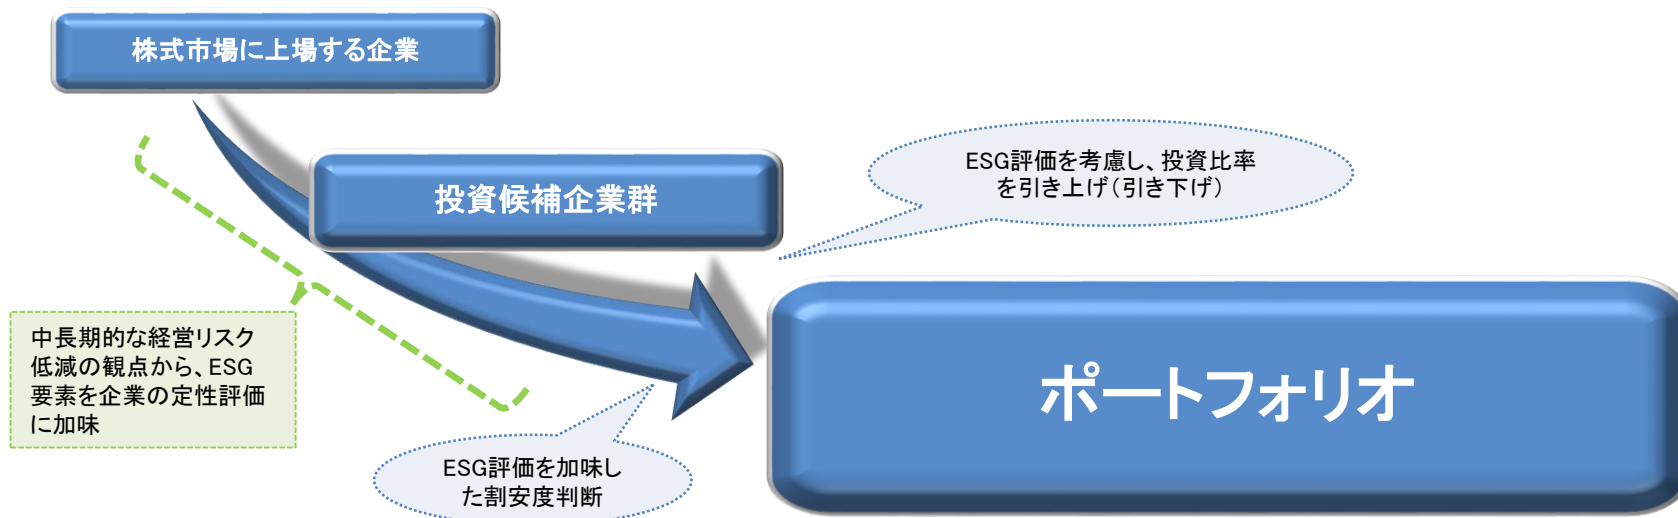 株式市場に上場する企業
投資候補企業群
ESG評価を考慮し、投資比率
を引き上げ（引き下げ）
中長期的な経営リスク
低減の観点から、ESG
要素を企業の定性評価
に加味
ポートフォリオ
ESG評価を加味し
た割安度判断